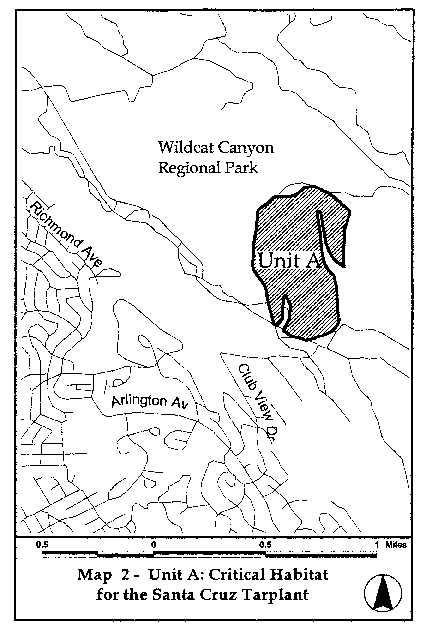 Wildcat Canyon
Regional Park
Richmond Ave
Unit A
Club View Dr.
Arlington Av
0.5 0 0.5 1 Miles
Map 2 - Unit A: Critical Habitat
for the Santa Cruz Tarplant